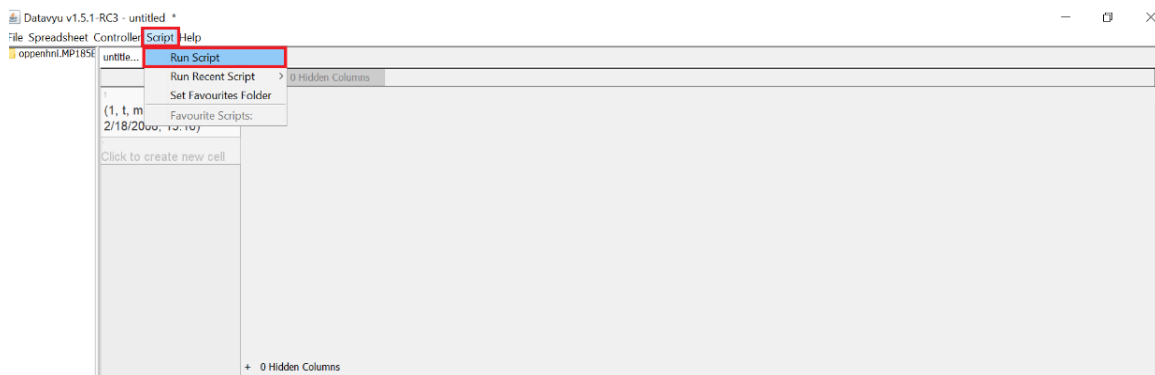 Datavyu v1.5.1-RC3 - untitled *
File Spreadsheet Controller Script Help
oppenhni.MP185E untitle... Run Script
Run Recent Script > 0 Hidden Columns
Set Favourites Folder
(1, t, m
Favourite Scripts:
2/18/2008, 15:10)
Click to create new cell
+ 0 Hidden Columns